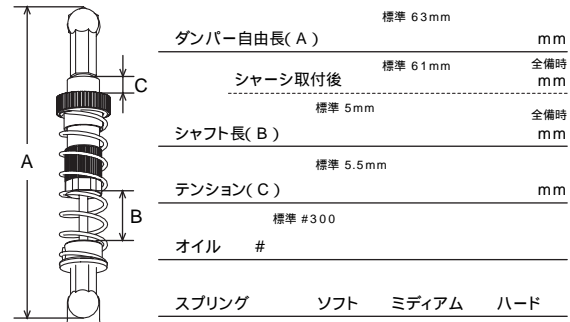 標準 63mm
ダンパー自由長(A) mm
標準 61mm 全備時
シャーシ取付後 mm
標準 5mm 全備時
シャフト長(B) mm
標準 5.5mm
テンション(C) mm
標準 #300
オイル #
スプリング ソフト ミディアム ハード
A
B
C